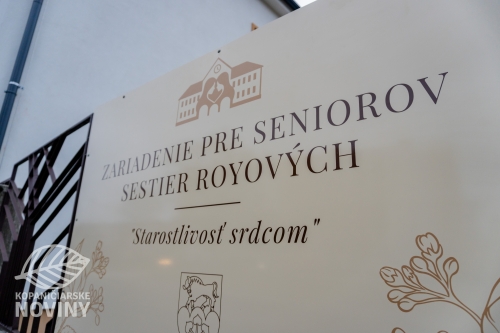 ZARIADENIE PRE SENIOROV
SESTIER ROYOVÝCH
"Starostlivosť srdcom"
KOPANIČIARSKE
NOVINY